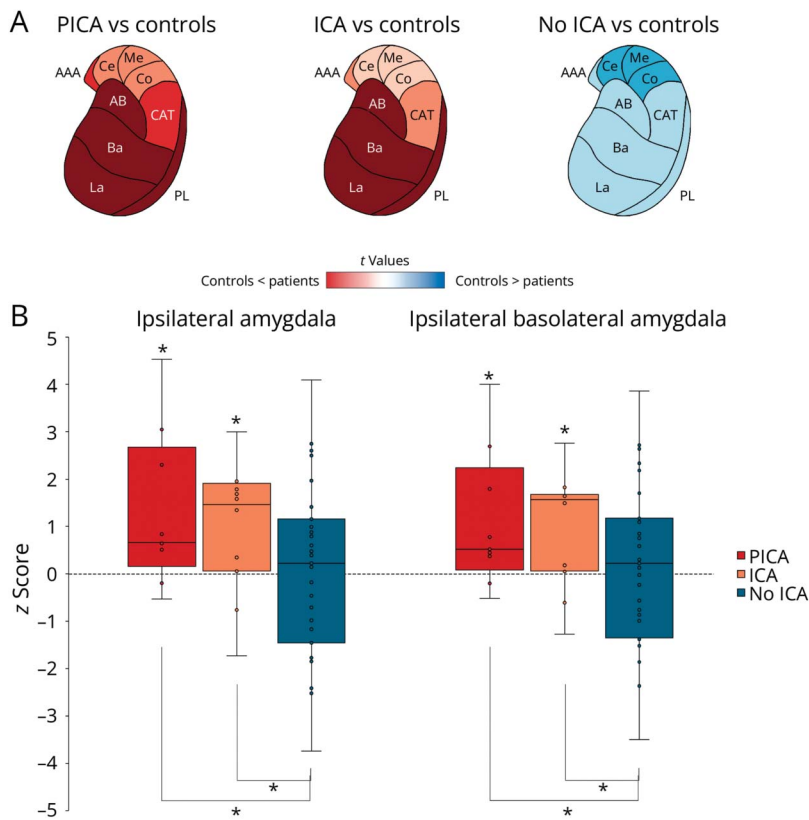 A
PICA vs controls
ICA vs controls
No ICA vs controls
AAA Ce Me Co
AB CAT
Ba
La PL
AAA Ce Me Co
AB CAT
Ba
La PL
AAA Ce Me Co
AB CAT
Ba
La PL
t Values
Controls < patients
Controls > patients
B
Ipsilateral amygdala
Ipsilateral basolateral amygdala
z Score
5
4
3
2
1
0
–1
–2
–3
–4
–5
* * * *
* * * *
PICA
ICA
No ICA